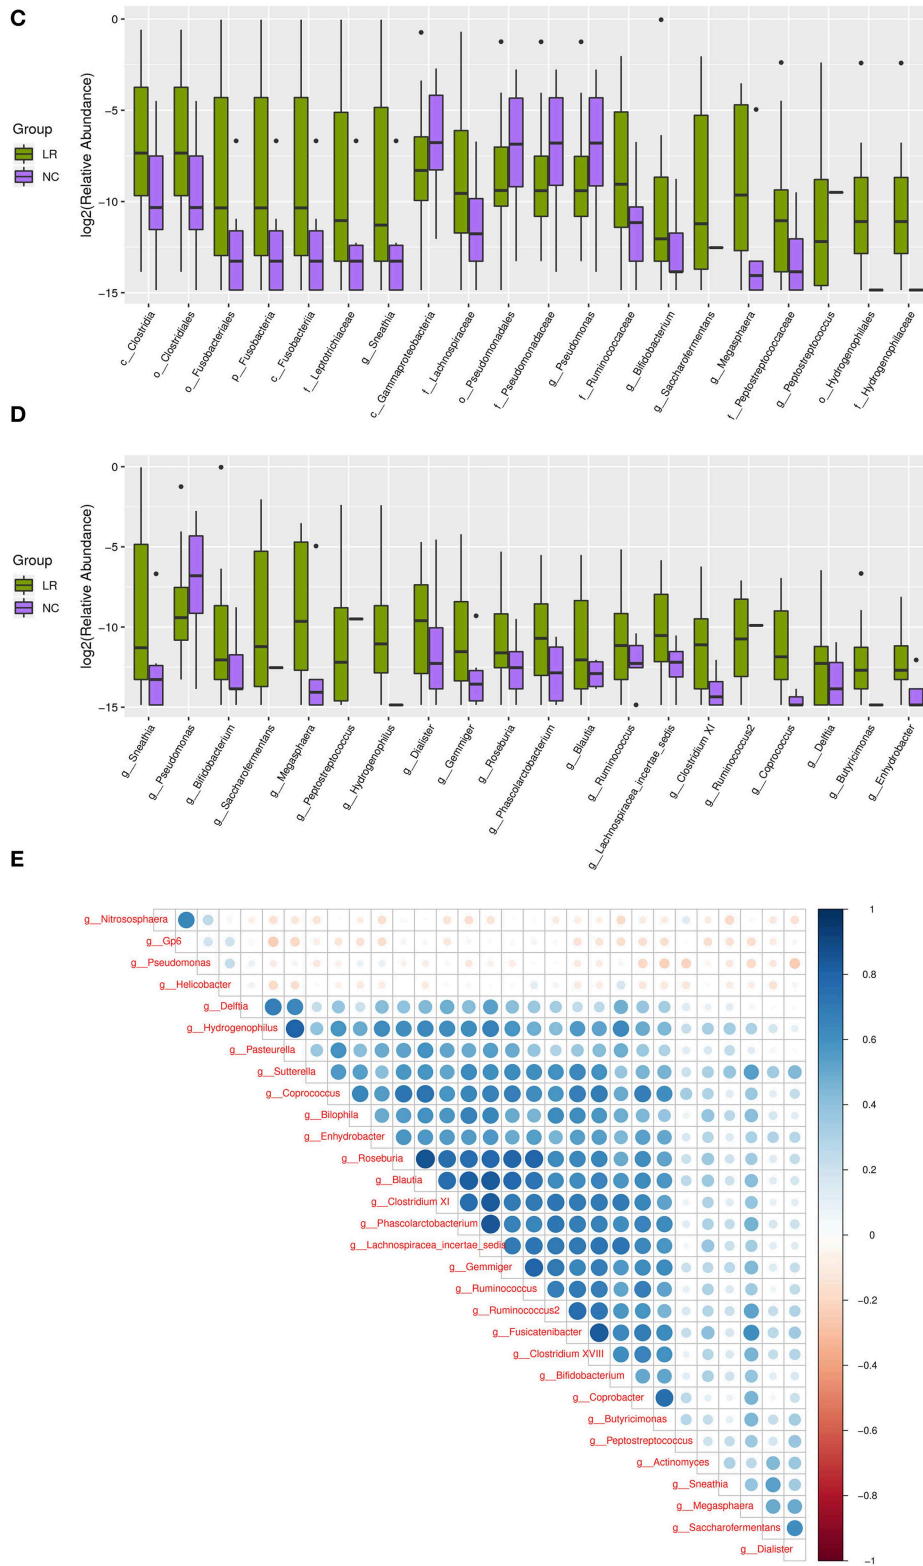 C
0
−5
−10
−15
log2(Relative Abundance)
Group
LR
NC
c__Clostridia
o__Clostridiales
o__Fusobacteriales
p__Fusobacteria
c__Fusobacteriia
f__Leptotrichiaceae
g__Sneathia
c__Gammaproteobacteria
f__Lachnospiraceae
o__Pseudomonadales
f__Pseudomonadaceae
g__Pseudomonas
f__Ruminococcaceae
g__Bifidobacterium
g__Saccharofermentans
g__Megasphaera
f__Peptostreptococcaceae
g__Peptostreptococcus
o__Hydrogenophilales
f__Hydrogenophilaceae
D
0
−5
−10
−15
log2(Relative Abundance)
Group
LR
NC
g__Sneathia
g__Pseudomonas
g__Bifidobacterium
g__Saccharofermentans
g__Megasphaera
g__Peptostreptococcus
g__Hydrogenophilus
g__Dialister
g__Gemmiger
g__Roseburia
g__Phascolarctobacterium
g__Blautia
g__Ruminococcus
g__Lachnospiracea_incertae_sedis
g__Clostridium XI
g__Ruminococcus2
g__Coprococcus
g__Delftia
g__Butyricimonas
g__Enhydrobacter
E
g__Nitrososphaera
g__Gp6
g__Pseudomonas
g__Helicobacter
g__Delftia
g__Hydrogenophilus
g__Pasteurella
g__Sutterella
g__Coprococcus
g__Bilophila
g__Enhydrobacter
g__Roseburia
g__Blautia
g__Clostridium XI
g__Phascolarctobacterium
g__Lachnospiracea_incertae_sedis
g__Gemmiger
g__Ruminococcus
g__Ruminococcus2
g__Fusicatenibacter
g__Clostridium XVIII
g__Bifidobacterium
g__Coprobacter
g__Butyricimonas
g__Peptostreptococcus
g__Actinomyces
g__Sneathia
g__Megasphaera
g__Saccharofermentans
g__Dialister
1
0.8
0.6
0.4
0.2
0
−0.2
−0.4
−0.6
−0.8
−1